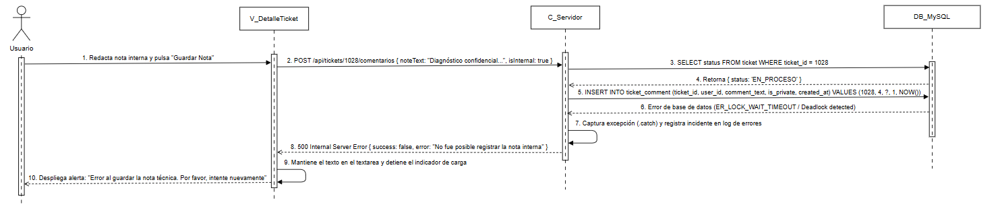 V_DetalleTicket
C_Servidor
DB_MySQL
Usuario
1. Redacta nota interna y pulsa "Guardar Nota"
2. POST /api/tickets/1028/comentarios { noteText: "Diagnóstico confidencial...", isInternal: true }
3. SELECT status FROM ticket WHERE ticket_id = 1028
4. Retorna { status: 'EN_PROCESO' }
5. INSERT INTO ticket_comment (ticket_id, user_id, comment_text, is_private, created_at) VALUES (1028, 4, ?, 1, NOW())
6. Error de base de datos (ER_LOCK_WAIT_TIMEOUT / Deadlock detected)
7. Captura excepción (.catch) y registra incidente en log de errores
8. 500 Internal Server Error { success: false, error: "No fue posible registrar la nota interna" }
9. Mantiene el texto en el textarea y detiene el indicador de carga
10. Despliega alerta: "Error al guardar la nota técnica. Por favor, intente nuevamente"